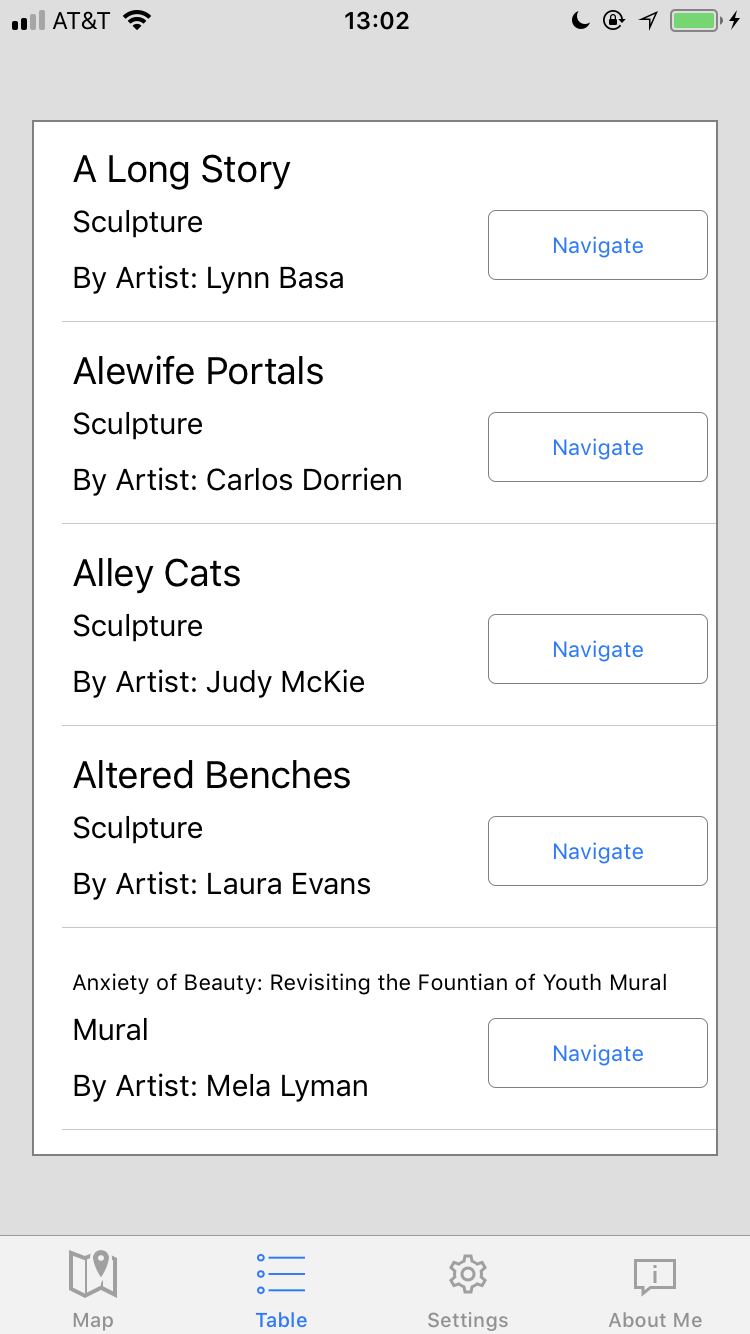 AT&T 13:02
A Long Story
Sculpture
By Artist: Lynn Basa
Navigate
Alewife Portals
Sculpture
By Artist: Carlos Dorrien
Navigate
Alley Cats
Sculpture
By Artist: Judy McKie
Navigate
Altered Benches
Sculpture
By Artist: Laura Evans
Navigate
Anxiety of Beauty: Revisiting the Fountian of Youth Mural
Mural
By Artist: Mela Lyman
Navigate
Map Table Settings About Me